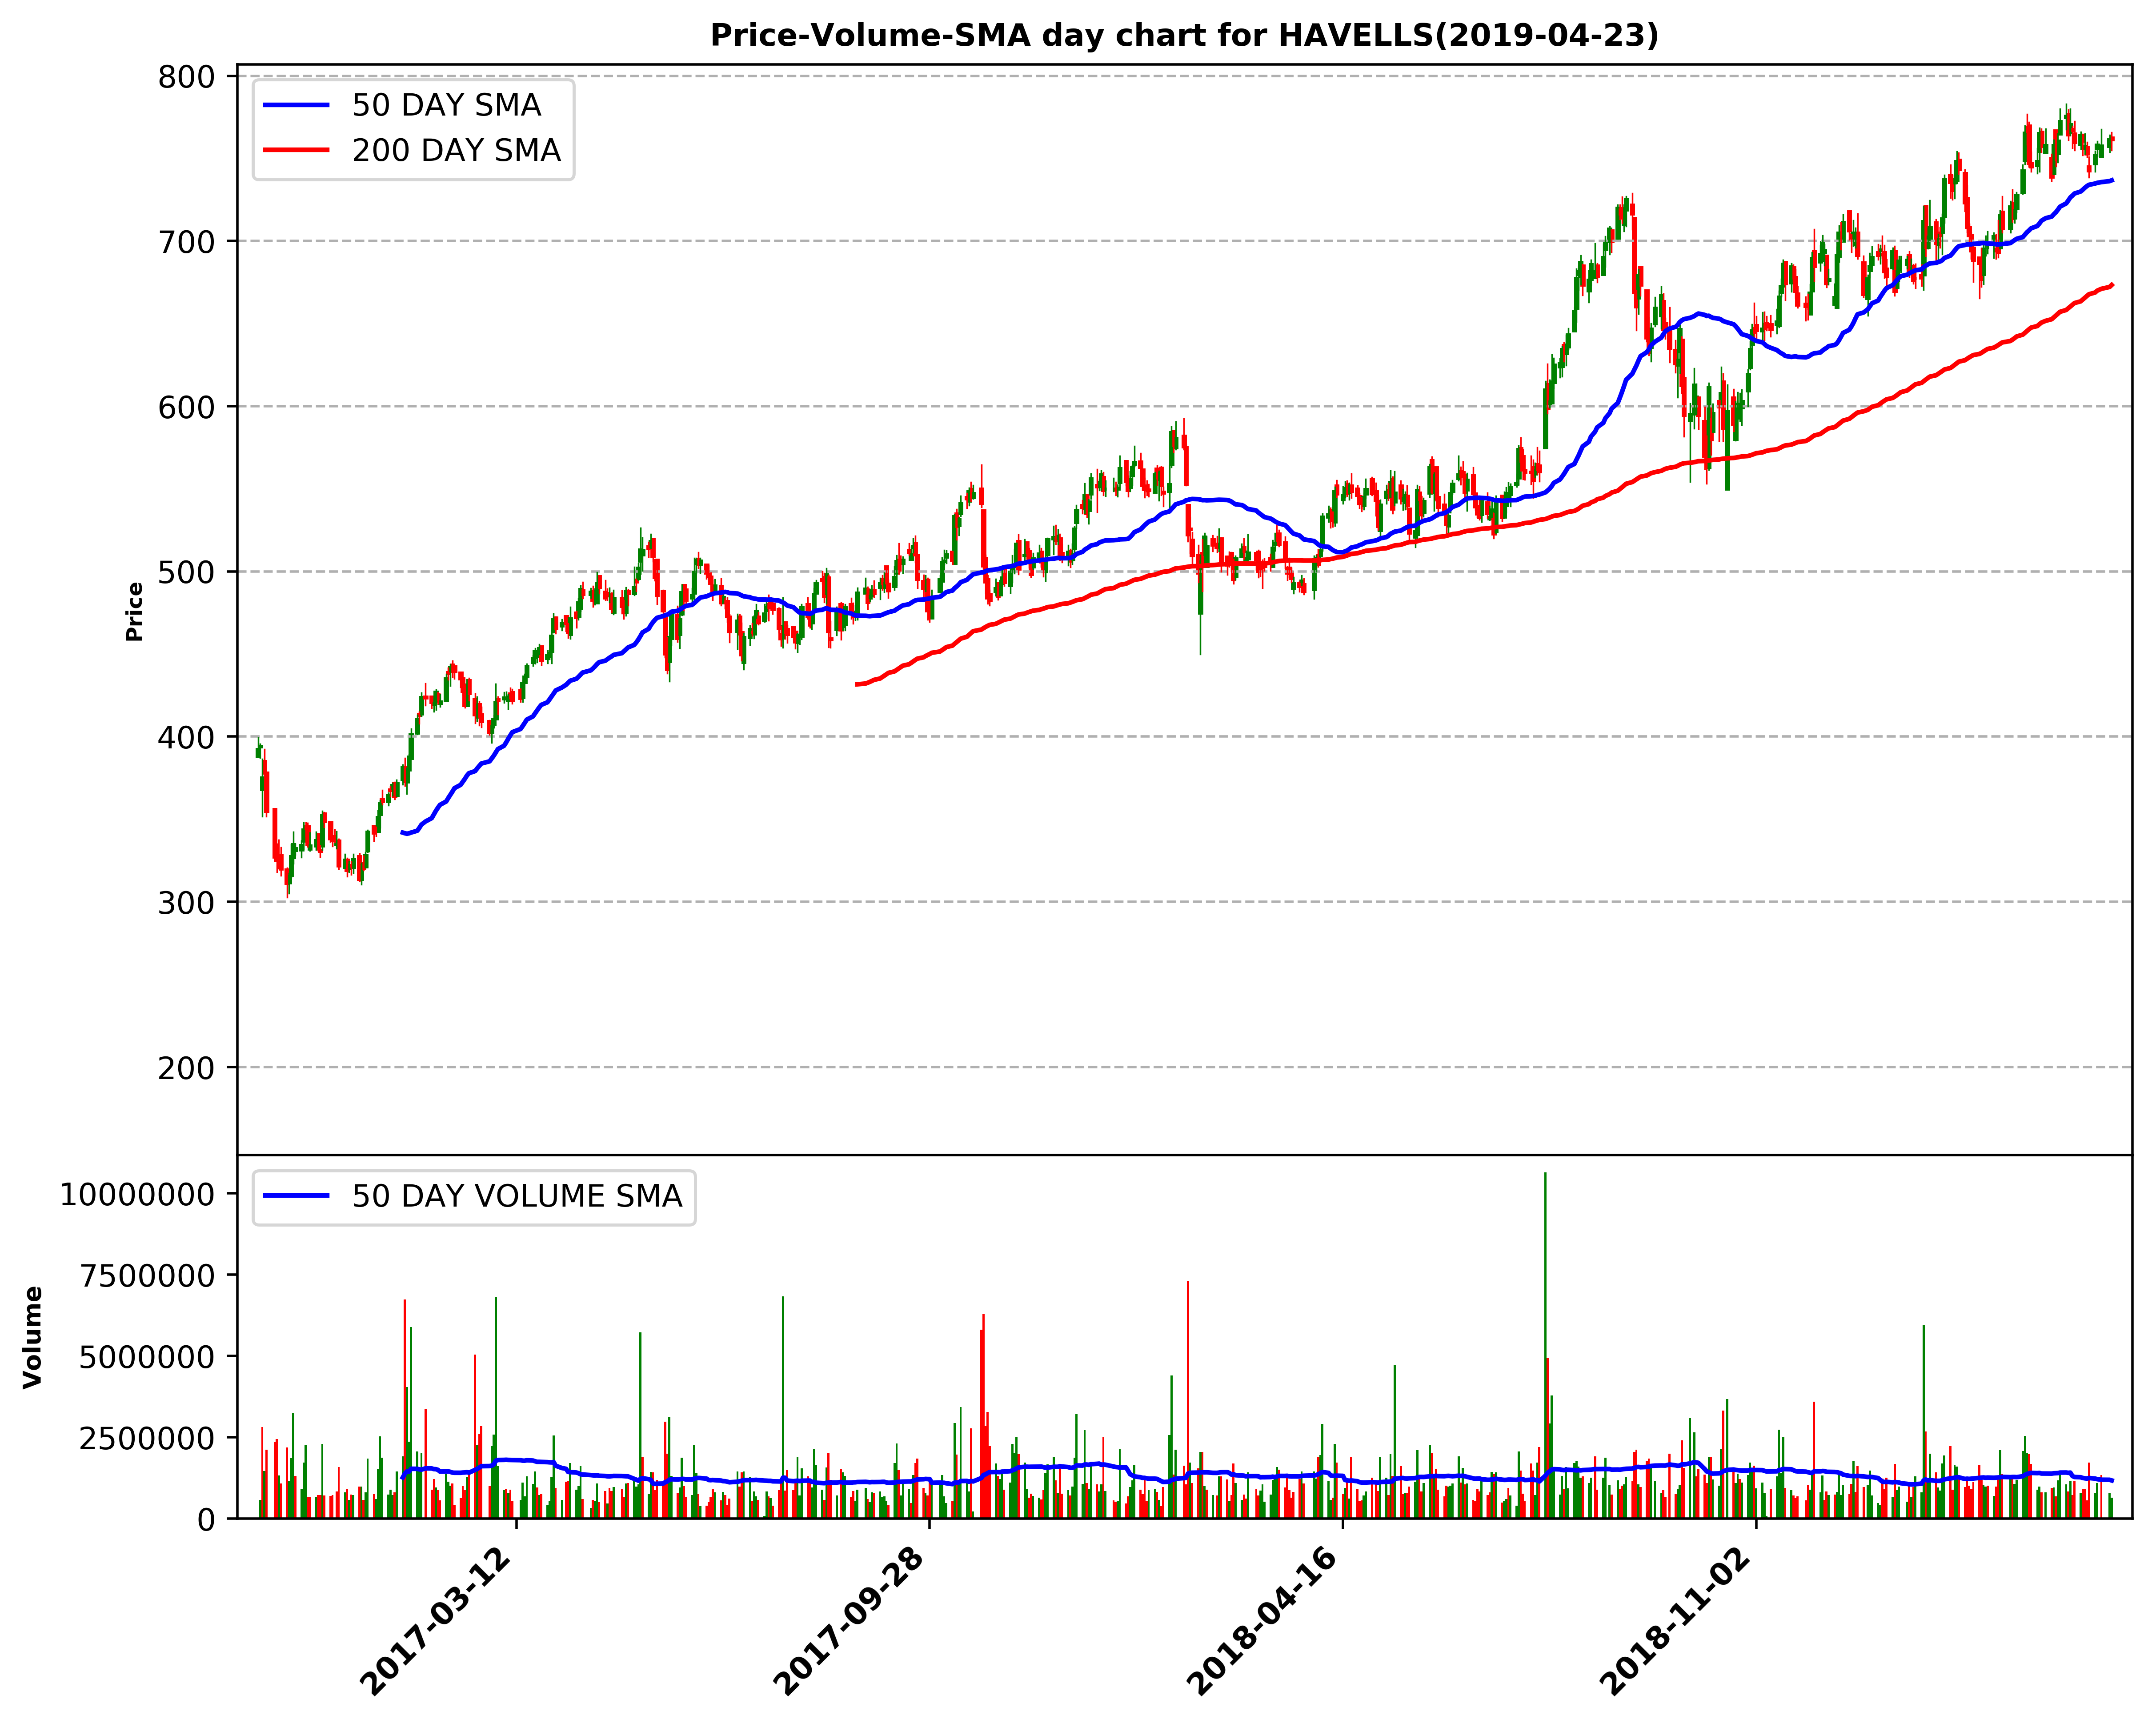 Price-Volume-SMA day chart for HAVELLS(2019-04-23)
50 DAY SMA
200 DAY SMA
800
700
600
500
400
300
200
Price
50 DAY VOLUME SMA
10000000
7500000
5000000
2500000
0
Volume
2017-03-12
2017-09-28
2018-04-16
2018-11-02